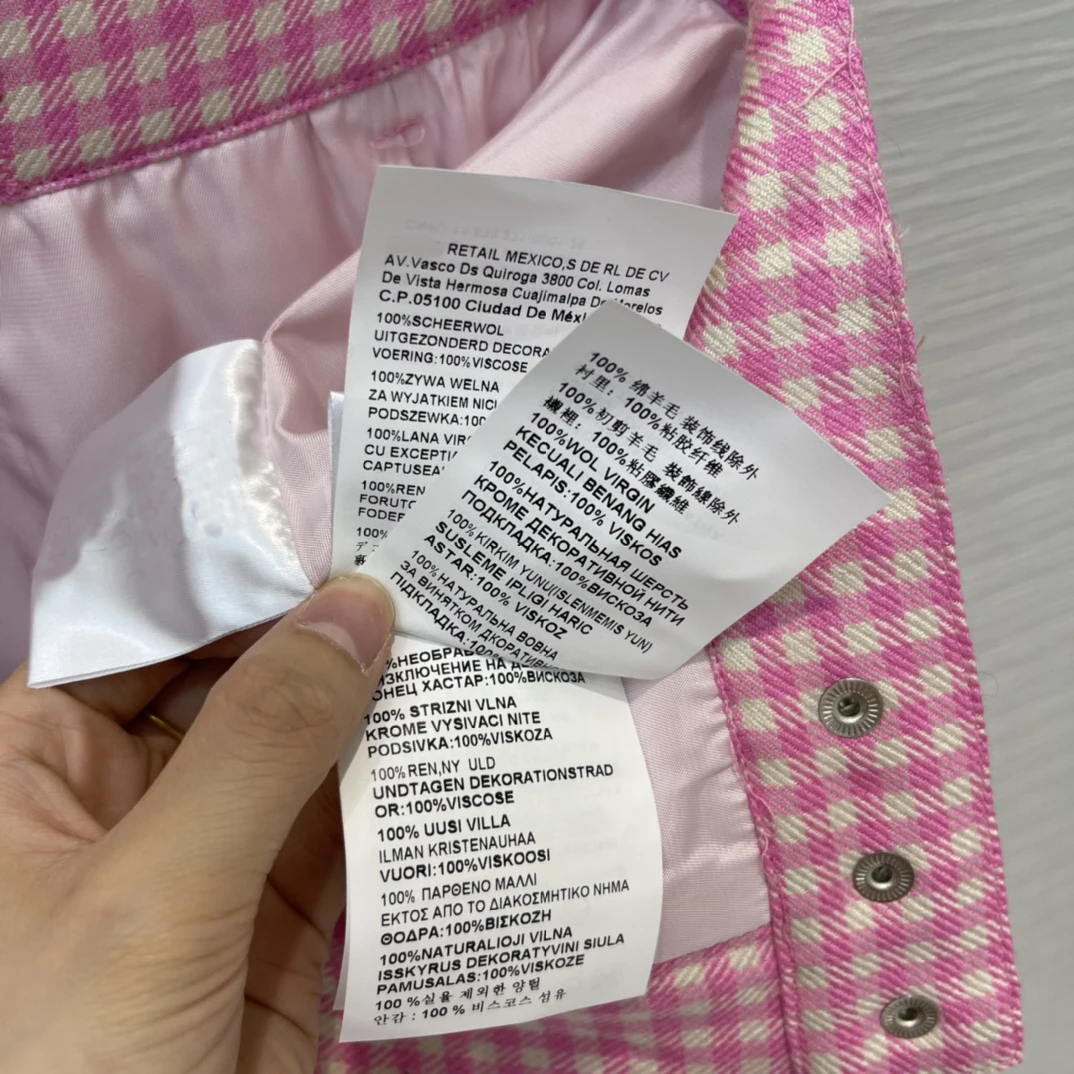 RETAIL MEXICO,S DE RL DE CV
AV.Vasco Ds Quiroga 3800 Col. Lomas
De Vista Hermosa Cuajimalpa De Morelos
C.P.05100 Ciudad De Méxi
100%SCHEERWOL
UITGEZONDERD DECORA
VOERING:100%VISCOSE
100%ZYWA WELNA
ZA WYJATKIEM NICI
PODSZEWKA:100
100%LANA VIR
CU EXCEPTI
CAPTUSEA
100%REN
FORUTO
FODER
100%
100% 绵羊毛 装饰线除外
衬里：100%粘胶纤维
100%初剪羊毛 裝飾線除外
襯裡：100%粘膠纖維
100%WOL VIRGIN
KECUALI BENANG HIAS
PELAPIS:100% VISKOS
100%НАТУРАЛЬНАЯ ШЕРСТЬ
КРОМЕ ДЕКОРАТИВНОЙ НИТИ
ПОДКЛАДКА:100%ВИСКОЗА
100%KIRKIM YUNU(ISLENMEMIS YUN)
SUSLEME IPLIGI HARIC
ASTAR:100% VISKOZ
100%НАТУРАЛЬНА ВОВНА
ЗА ВИНЯТКОМ ДКОРАТИВН
ПІДКЛАДКА:100%
%НЕОБРАБ
ИЗКЛЮЧЕНИЕ НА
ОНЕЦ ХАСТАР:100%ВИСКОЗА
100% STRIZNI VLNA
KROME VYSIVACI NITE
PODSIVKA:100%VISKOZA
100%REN,NY ULD
UNDTAGEN DEKORATIONSTRAD
OR:100%VISCOSE
100% UUSI VILLA
ILMAN KRISTENAUHAA
VUORI:100%VISKOOSI
100% ΠΑΡΘΕΝΟ ΜΑΛΛΙ
ΕΚΤΟΣ ΑΠΟ ΤΟ ΔΙΑΚΟΣΜΗΤΙΚΟ ΝΗΜΑ
ΘΟΔΡΑ:100%ΒΙΣΚΟΖΗ
100%NATURALIOJI VILNA
ISSKYRUS DEKORATYVINI SIULA
PAMUSALAS:100%VISKOZE
100 %실율 제외한 양털
안감 : 100 % 비스코스 섬유